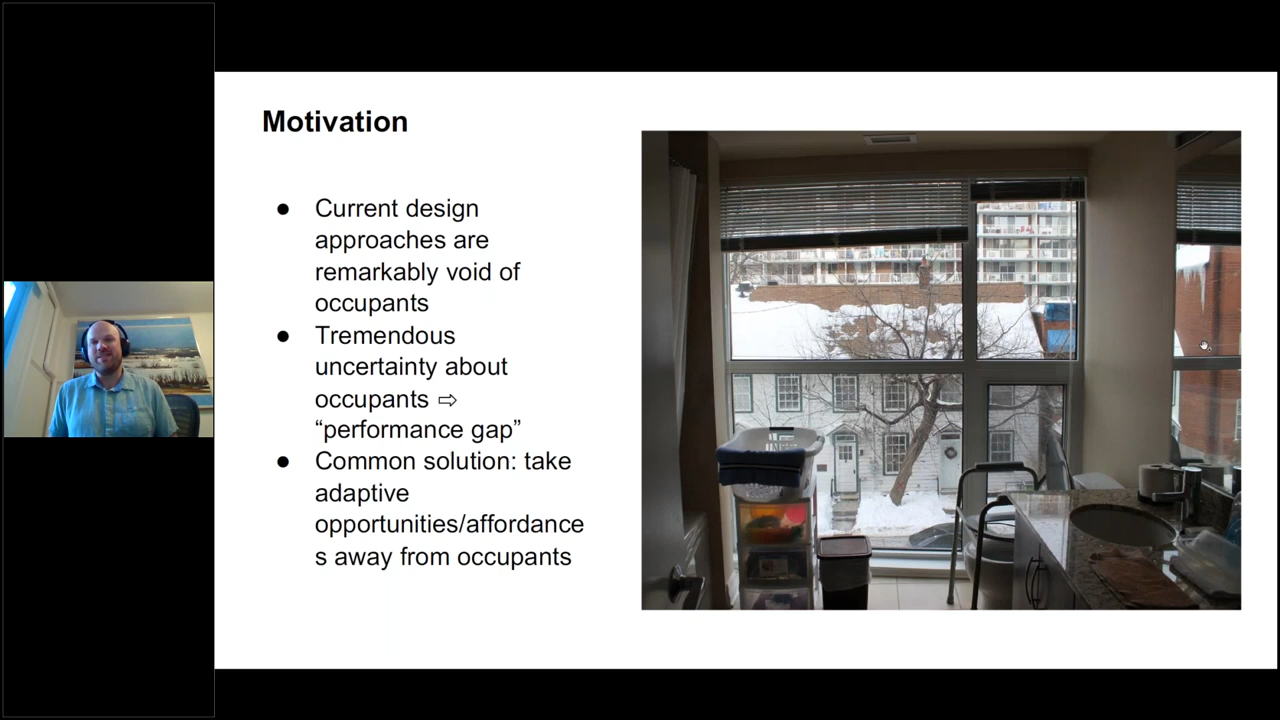 Motivation
● Current design
approaches are
remarkably void of
occupants
● Tremendous
uncertainty about
occupants ⇨
“performance gap”
● Common solution: take
adaptive
opportunities/affordance
s away from occupants